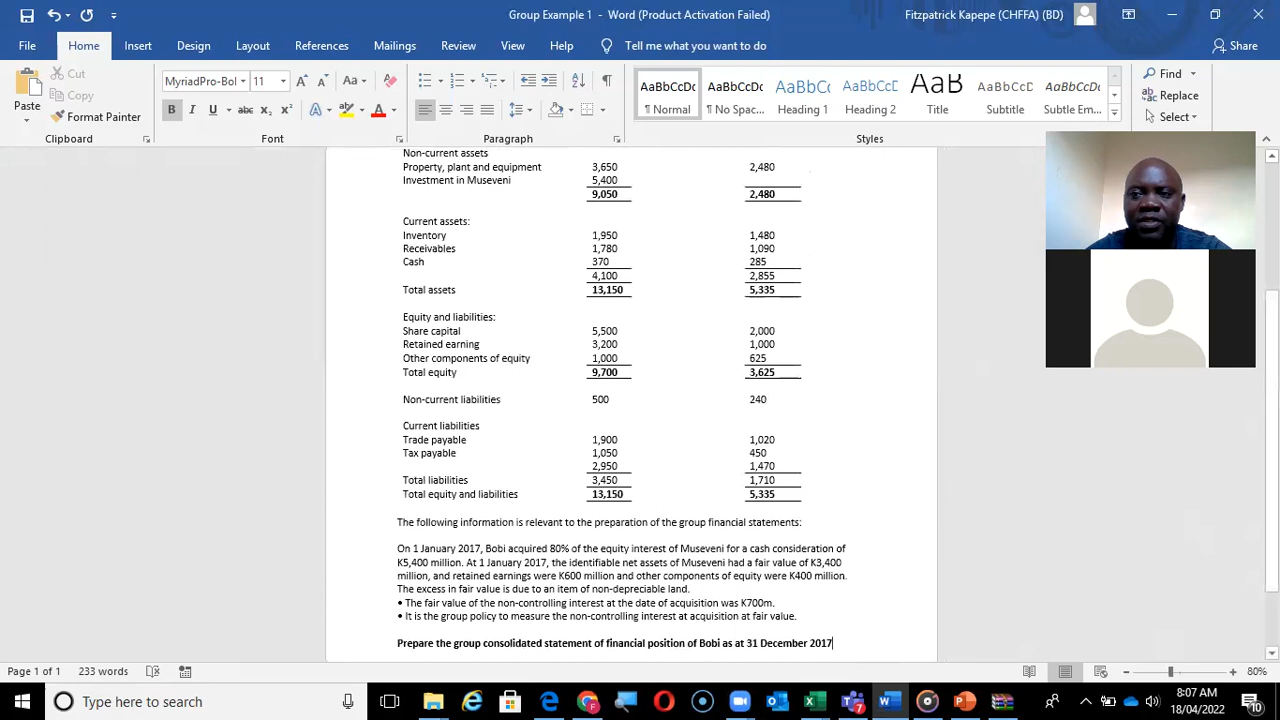 Group Example 1 - Word (Product Activation Failed)
Fitzpatrick Kapepe (CHFFA) (BD)
File Home Insert Design Layout References Mailings Review View Help Tell me what you want to do Share
Paste
Cut
Copy
Format Painter
Clipboard
MyriadPro-Bol 11
Font
Paragraph
AaBbCcDc AaBbCcDc AaBbCc AaBbCcC AaB AaBbCcD AaBbCcDc
¶ Normal ¶ No Spac... Heading 1 Heading 2 Title Subtitle Subtle Em...
Styles
Find
Replace
Select
Non-current assets
Property, plant and equipment 3,650 2,480
Investment in Museveni 5,400
9,050 2,480
Current assets:
Inventory 1,950 1,480
Receivables 1,780 1,090
Cash 370 285
4,100 2,855
Total assets 13,150 5,335
Equity and liabilities:
Share capital 5,500 2,000
Retained earning 3,200 1,000
Other components of equity 1,000 625
Total equity 9,700 3,625
Non-current liabilities 500 240
Current liabilities
Trade payable 1,900 1,020
Tax payable 1,050 450
2,950 1,470
Total liabilities 3,450 1,710
Total equity and liabilities 13,150 5,335
The following information is relevant to the preparation of the group financial statements:
On 1 January 2017, Bobi acquired 80% of the equity interest of Museveni for a cash consideration of
K5,400 million. At 1 January 2017, the identifiable net assets of Museveni had a fair value of K3,400
million, and retained earnings were K600 million and other components of equity were K400 million.
The excess in fair value is due to an item of non-depreciable land.
• The fair value of the non-controlling interest at the date of acquisition was K700m.
• It is the group policy to measure the non-controlling interest at acquisition at fair value.
Prepare the group consolidated statement of financial position of Bobi as at 31 December 2017
Page 1 of 1 233 words 80%
Type here to search
8:07 AM
18/04/2022